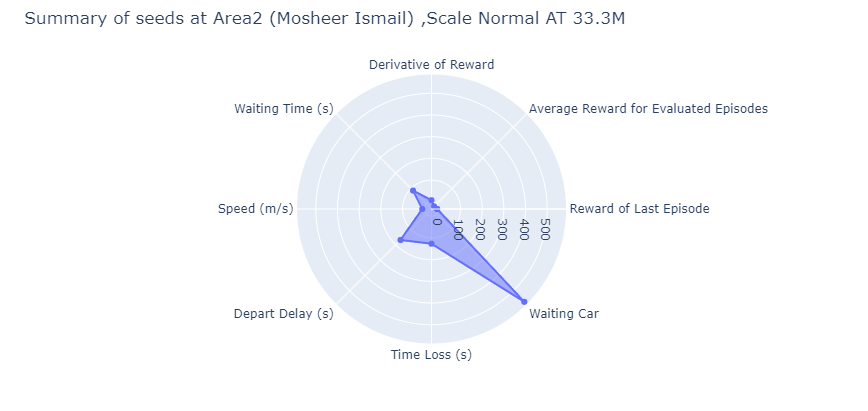 Summary of seeds at Area2 (Mosheer Ismail) ,Scale Normal AT 33.3M
Derivative of Reward
Waiting Time (s)
Average Reward for Evaluated Episodes
Speed (m/s)
Reward of Last Episode
0
100
200
300
400
500
Depart Delay (s)
Waiting Car
Time Loss (s)